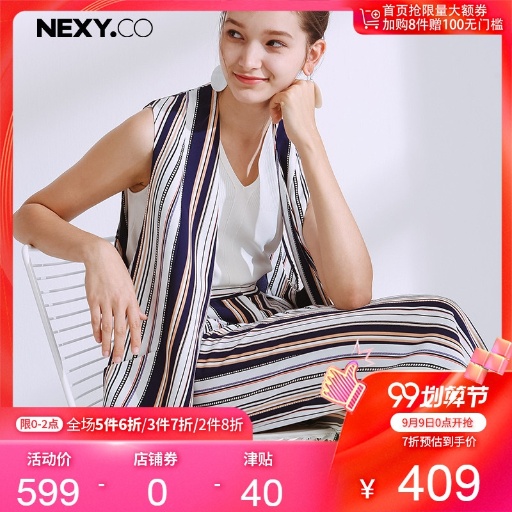 NEXY.CO
首页抢限量大额券
加购8件赠100无门槛
限0-2点 全场5件6折/3件7折/2件8折
活动价 店铺券 津贴
599 - 0 - 40
99划算节
9月9日0点开抢
7折预估到手价
¥ 409